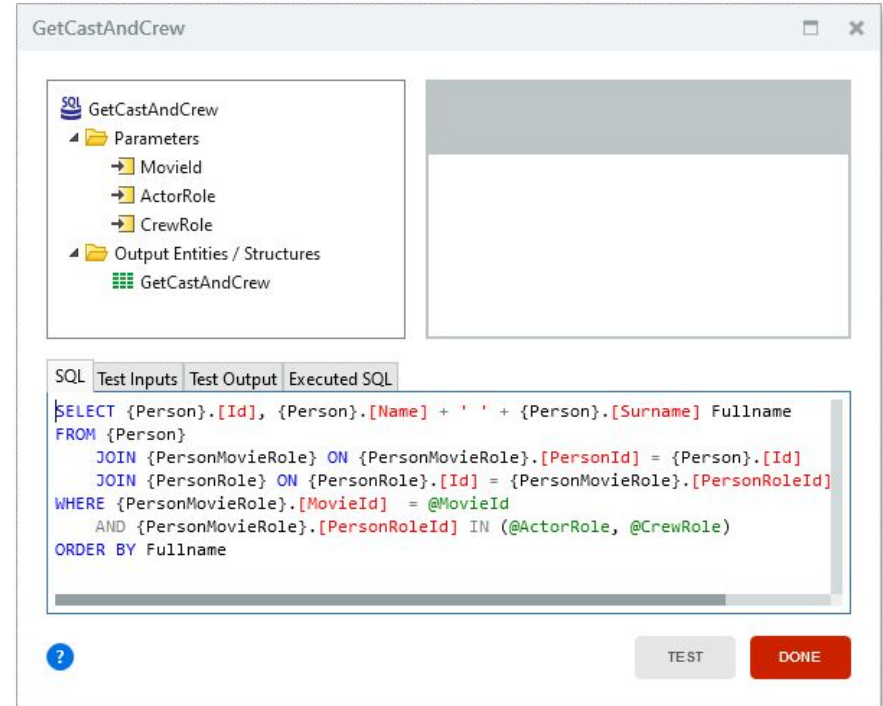 GetCastAndCrew
SQL GetCastAndCrew
Parameters
MovieId
ActorRole
CrewRole
Output Entities / Structures
GetCastAndCrew
SQL Test Inputs Test Output Executed SQL
SELECT {Person}.[Id], {Person}.[Name] + ' ' + {Person}.[Surname] Fullname
FROM {Person}
    JOIN {PersonMovieRole} ON {PersonMovieRole}.[PersonId] = {Person}.[Id]
    JOIN {PersonRole} ON {PersonRole}.[Id] = {PersonMovieRole}.[PersonRoleId]
WHERE {PersonMovieRole}.[MovieId]  = @MovieId
    AND {PersonMovieRole}.[PersonRoleId] IN (@ActorRole, @CrewRole)
ORDER BY Fullname
?
TEST DONE